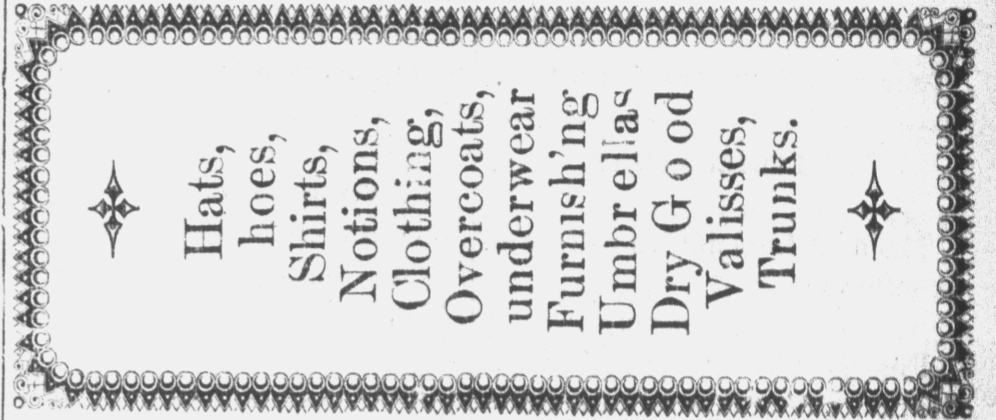 Hats,
hoes,
Shirts,
Notions,
Clothing,
Overcoats,
underwear
Furnish'ng
Umbrellas
Dry Good
Valisses,
Trunks.